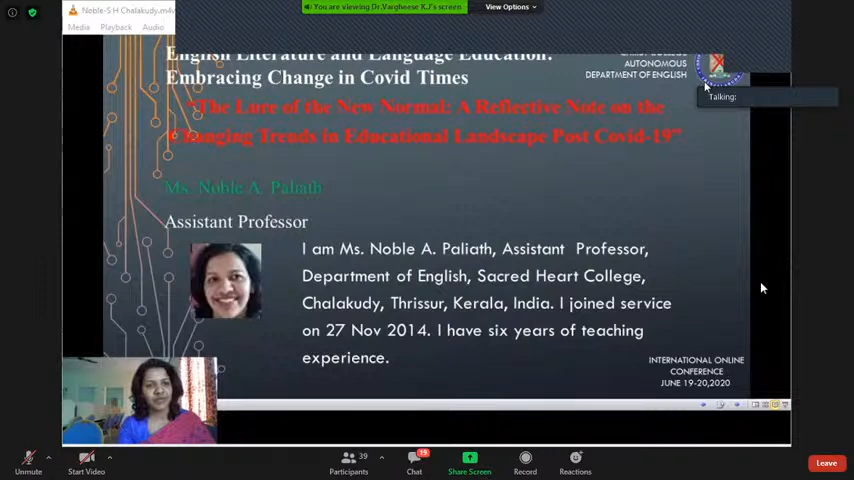 Noble-S H Chalakudy.m4v
You are viewing Dr.Vargheese K.J's screen
View Options
Media Playback Audio
English Literature and Language Education:
Embracing Change in Covid Times
AUTONOMOUS
DEPARTMENT OF ENGLISH
Talking:
"The Lure of the New Normal: A Reflective Note on the
Changing Trends in Educational Landscape Post Covid-19"
Ms. Noble A. Paliath
Assistant Professor
I am Ms. Noble A. Paliath, Assistant Professor,
Department of English, Sacred Heart College,
Chalakudy, Thrissur, Kerala, India. I joined service
on 27 Nov 2014. I have six years of teaching
experience.
INTERNATIONAL ONLINE
CONFERENCE
JUNE 19-20,2020
39
19
Unmute
Start Video
Participants
Chat
Share Screen
Record
Reactions
Leave